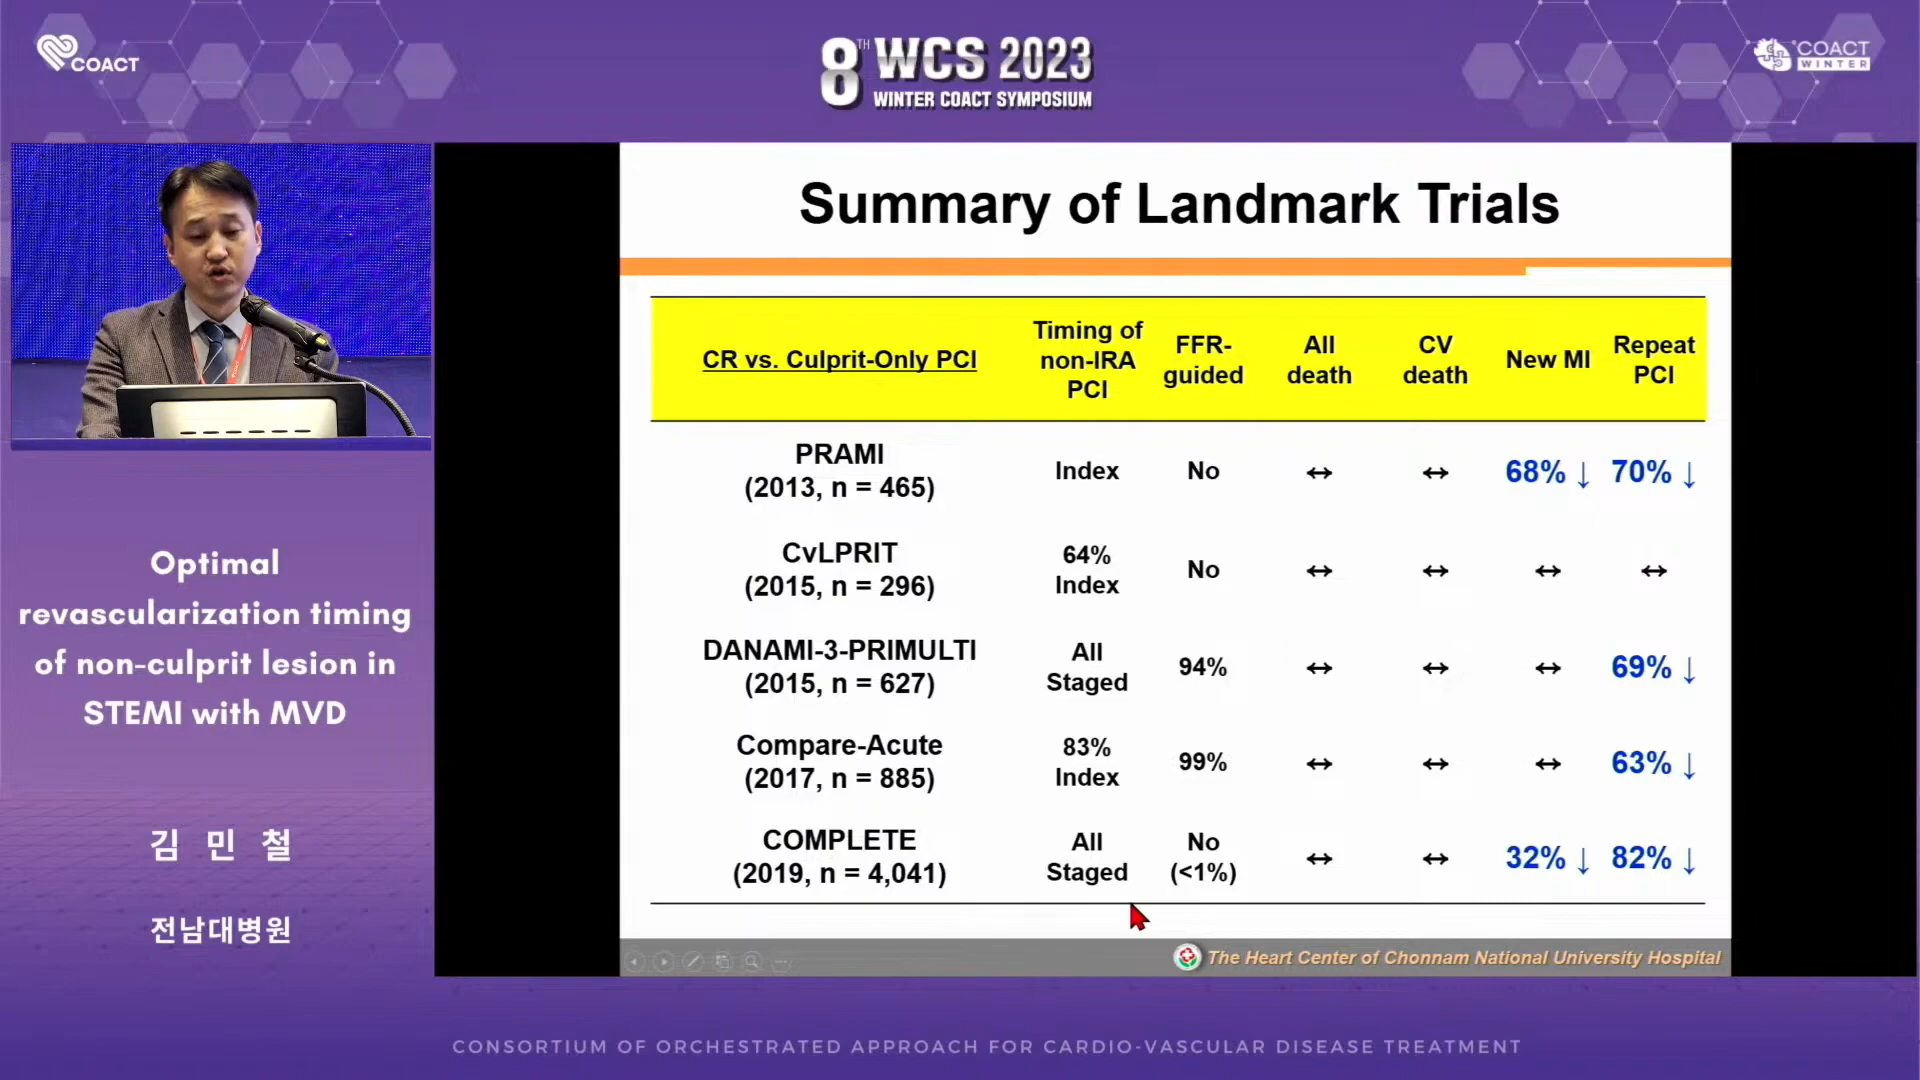 COACT
8TH WCS 2023
WINTER COACT SYMPOSIUM
COACT
WINTER
Optimal
revascularization timing
of non-culprit lesion in
STEMI with MVD
김 민 철
전남대병원
Summary of Landmark Trials
CR vs. Culprit-Only PCI
Timing of
non-IRA
PCI
FFR-
guided
All
death
CV
death
New MI
Repeat
PCI
PRAMI
(2013, n = 465)
Index
No
↔
↔
68% ↓
70% ↓
CvLPRIT
(2015, n = 296)
64%
Index
No
↔
↔
↔
↔
DANAMI-3-PRIMULTI
(2015, n = 627)
All
Staged
94%
↔
↔
↔
69% ↓
Compare-Acute
(2017, n = 885)
83%
Index
99%
↔
↔
↔
63% ↓
COMPLETE
(2019, n = 4,041)
All
Staged
No
(<1%)
↔
↔
32% ↓
82% ↓
The Heart Center of Chonnam National University Hospital
CONSORTIUM OF ORCHESTRATED APPROACH FOR CARDIO-VASCULAR DISEASE TREATMENT